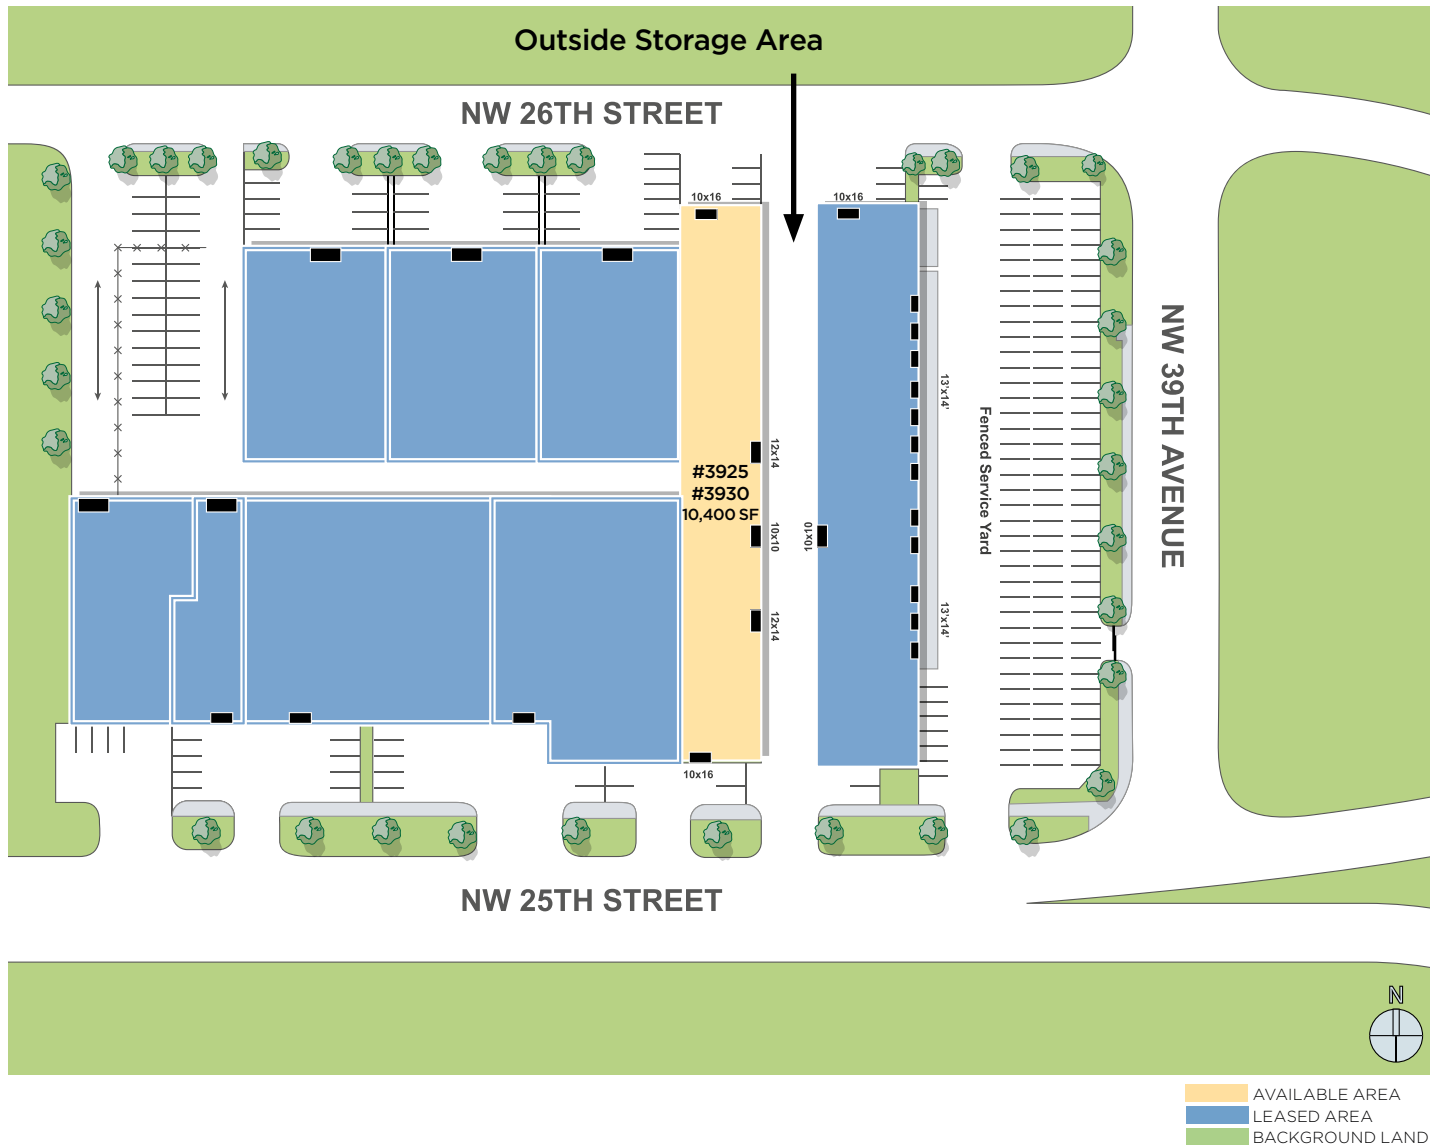 Outside Storage Area
NW 26TH STREET
10x16
10x16
13'x14'
NW 39TH AVENUE
Fenced Service Yard
12x14
#3925
#3930
10,400 SF
10x10
10x10
12x14
13'x14'
10x16
NW 25TH STREET
N
AVAILABLE AREA
LEASED AREA
BACKGROUND LAND